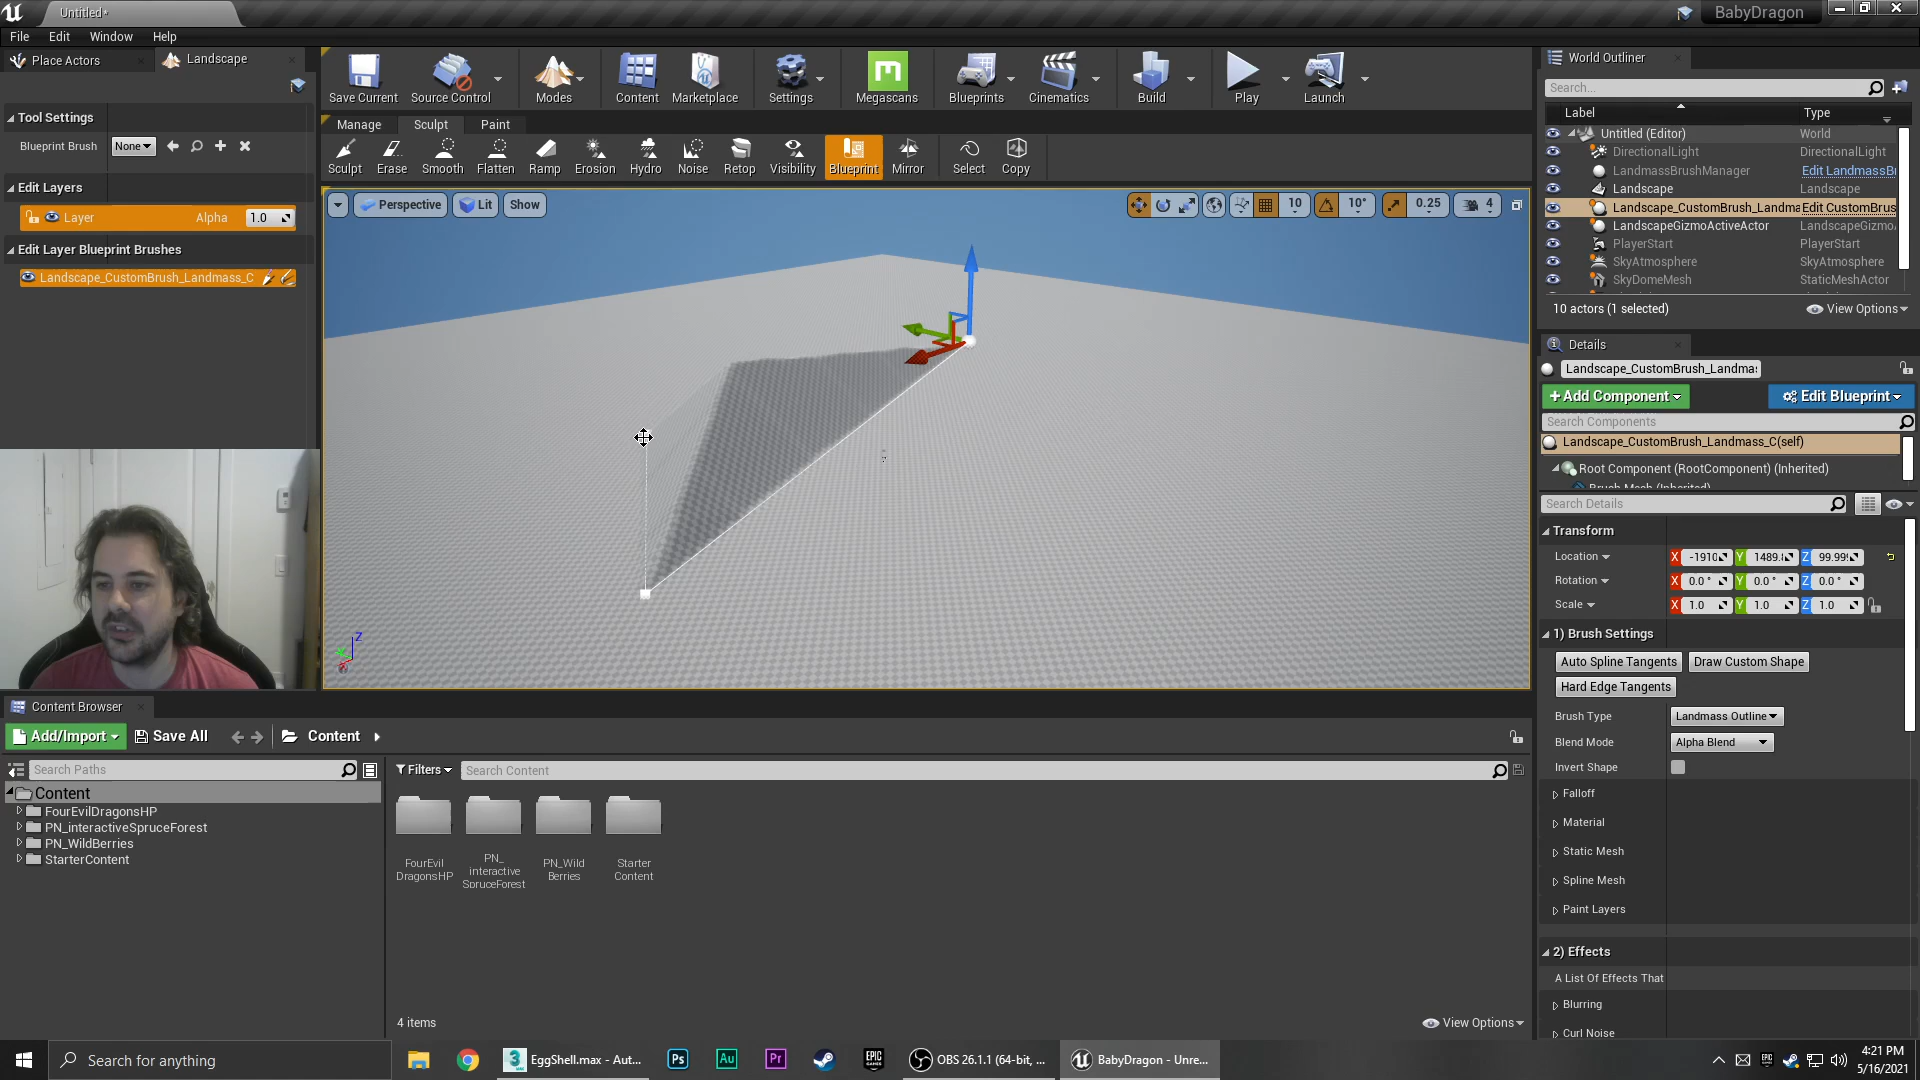 Untitled*
BabyDragon
File Edit Window Help
Place Actors
Landscape
Tool Settings
Blueprint Brush None
Edit Layers
Layer Alpha 1.0
Edit Layer Blueprint Brushes
Landscape_CustomBrush_Landmass_C
Save Current Source Control Modes Content Marketplace Settings Megascans Blueprints Cinematics Build Play Launch
Manage Sculpt Paint
Sculpt Erase Smooth Flatten Ramp Erosion Hydro Noise Retop Visibility Blueprint Mirror Select Copy
Perspective Lit Show
10 10° 0.25 4
Z
World Outliner
Search...
Label Type
Untitled (Editor) World
DirectionalLight DirectionalLight
LandmassBrushManager Edit LandmassBr
Landscape Landscape
Landscape_CustomBrush_Landma Edit CustomBrus
LandscapeGizmoActiveActor LandscapeGizmo
PlayerStart PlayerStart
SkyAtmosphere SkyAtmosphere
SkyDomeMesh StaticMeshActor
10 actors (1 selected) View Options
Details
Landscape_CustomBrush_Landmas
+Add Component Edit Blueprint
Search Components
Landscape_CustomBrush_Landmass_C(self)
Root Component (RootComponent) (Inherited)
Brush Mesh (Inherited)
Search Details
Transform
Location X -1910 Y 1489. Z 99.99
Rotation X 0.0 ° Y 0.0 ° Z 0.0 °
Scale X 1.0 Y 1.0 Z 1.0
1) Brush Settings
Auto Spline Tangents Draw Custom Shape
Hard Edge Tangents
Brush Type Landmass Outline
Blend Mode Alpha Blend
Invert Shape
Falloff
Material
Static Mesh
Spline Mesh
Paint Layers
2) Effects
A List Of Effects That
Blurring
Curl Noise
Content Browser
Add/Import Save All Content
Search Paths
Filters Search Content
Content
FourEvilDragonsHP
PN_interactiveSpruceForest
PN_WildBerries
StarterContent
FourEvil
DragonsHP
PN_
interactive
SpruceForest
PN_Wild
Berries
Starter
Content
4 items View Options
Search for anything
3
EggShell.max - Aut...
Ps Au Pr
EPIC
GAMES
OBS 26.1.1 (64-bit, ...
BabyDragon - Unre...
4:21 PM
5/16/2021